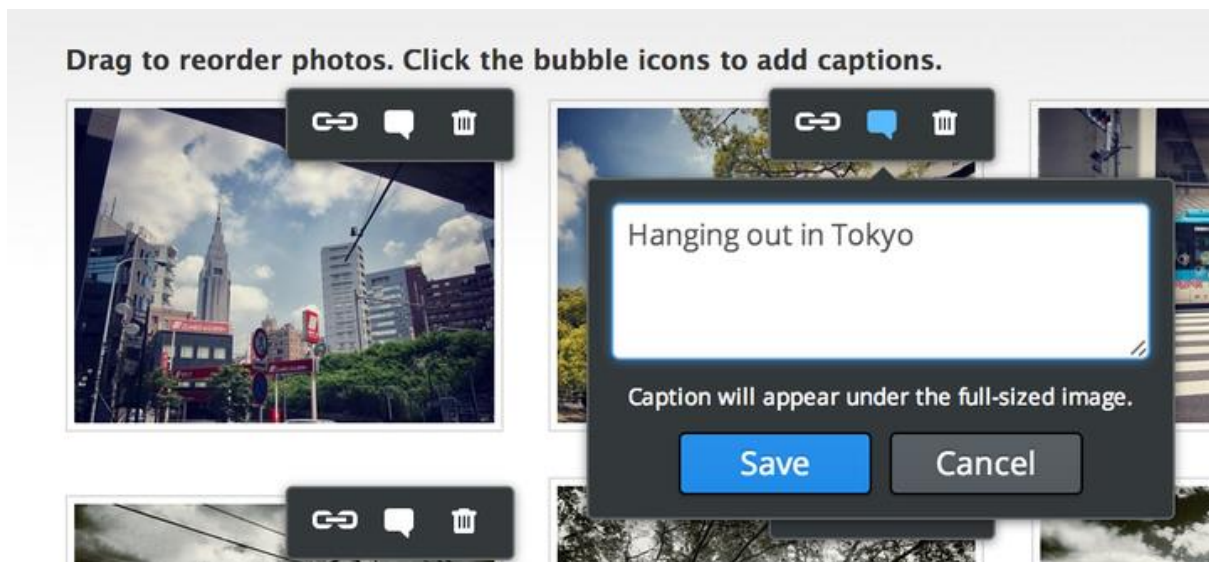 Drag to reorder photos. Click the bubble icons to add captions.
Hanging out in Tokyo
Caption will appear under the full-sized image.
Save
Cancel